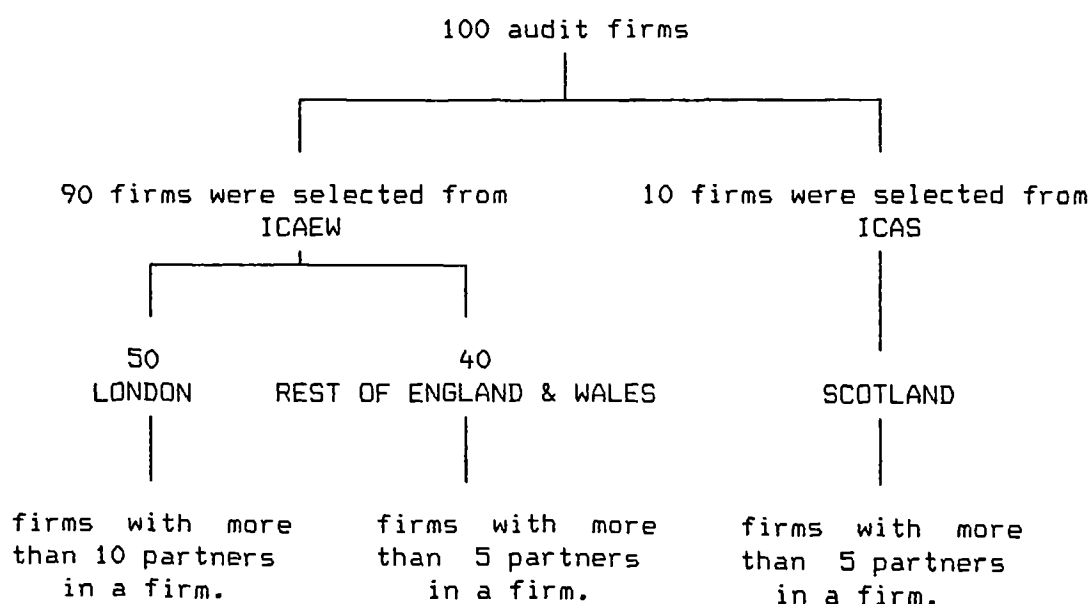 100 audit firms
90 firms were selected from
ICAEW
10 firms were selected from
ICAS
50
LONDON
40
REST OF ENGLAND & WALES
SCOTLAND
firms with more
than 10 partners
in a firm.
firms with more
than 5 partners
in a firm.
firms with more
than 5 partners
in a firm.